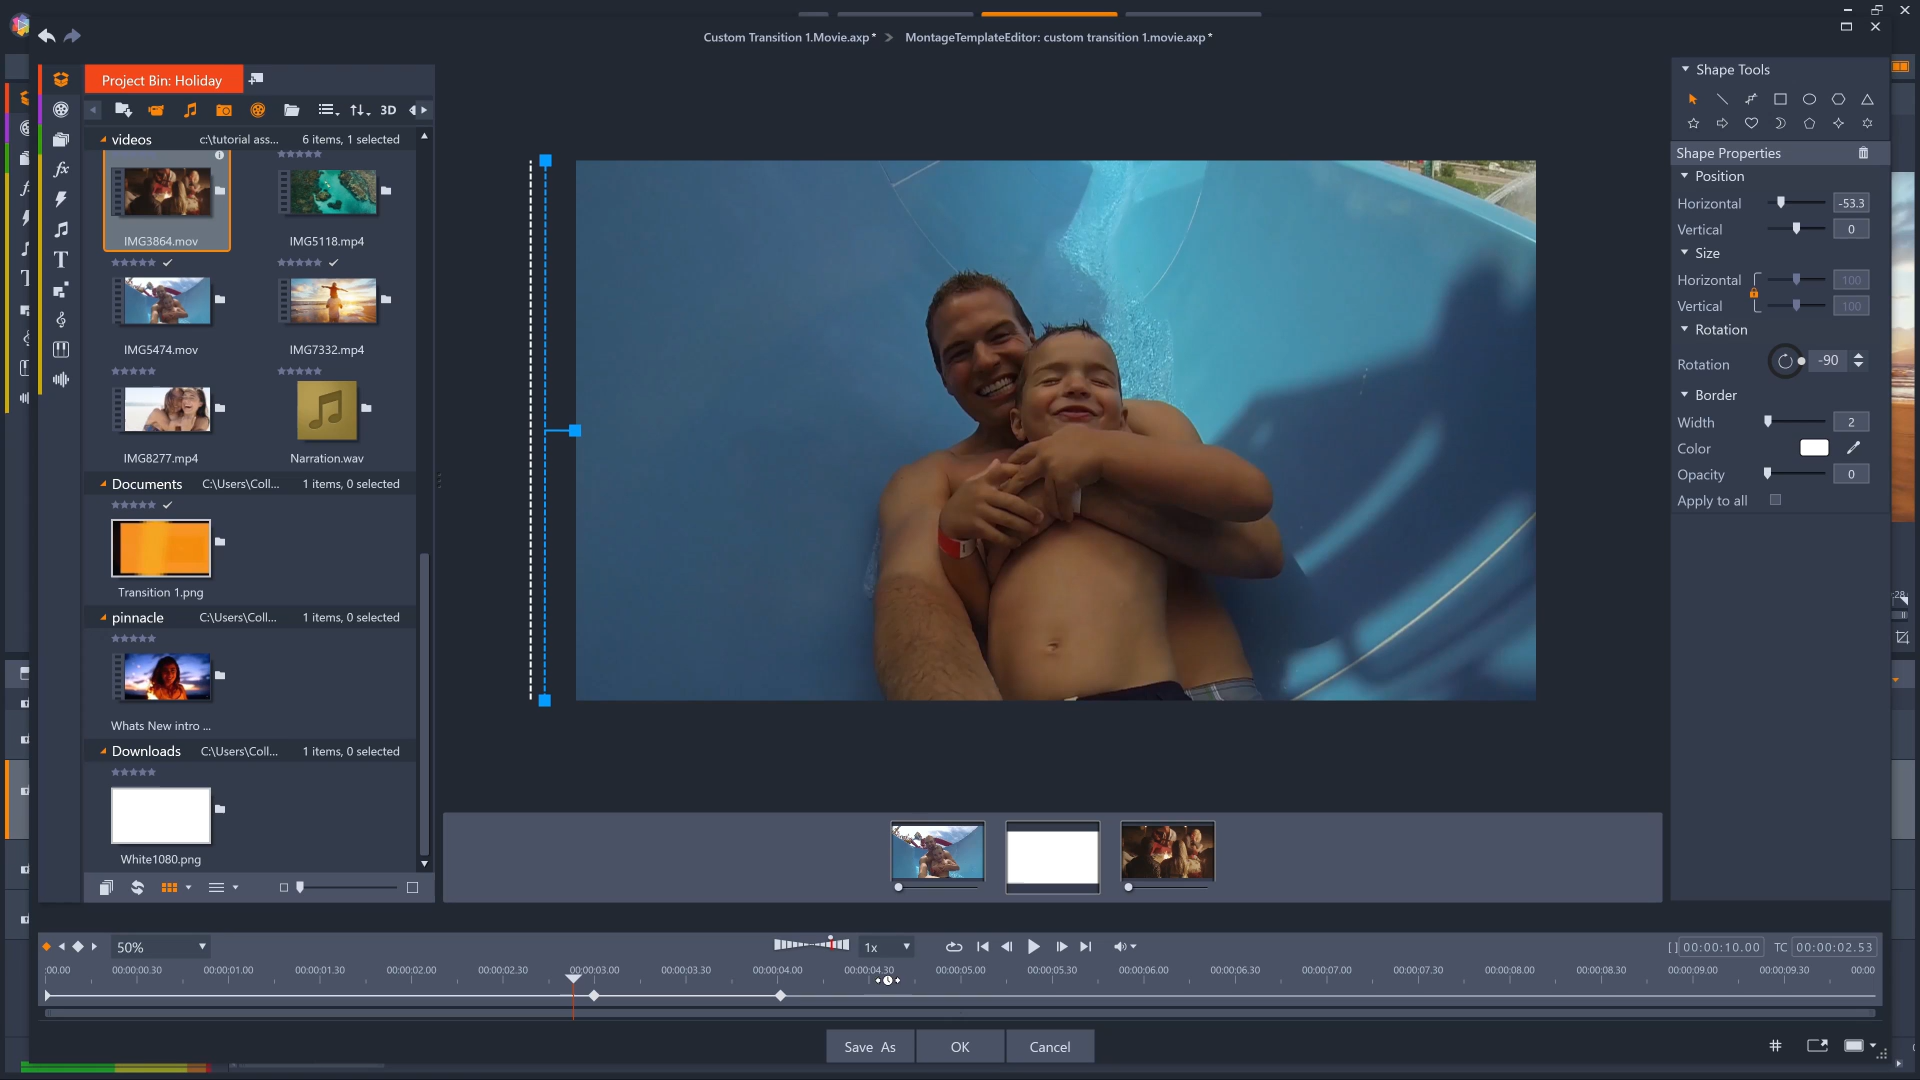 Custom Transition 1.Movie.axp*
MontageTemplateEditor: custom transition 1.movie.axp*
Project Bin: Holiday
3D
videos c:\tutorial ass... 6 items, 1 selected
IMG3864.mov IMG5118.mp4
IMG5474.mov IMG7332.mp4
IMG8277.mp4 Narration.wav
Documents C:\Users\Coll... 1 items, 0 selected
Transition 1.png
pinnacle C:\Users\Coll... 1 items, 0 selected
Whats New intro ...
Downloads C:\Users\Coll... 1 items, 0 selected
White1080.png
Shape Tools
Shape Properties
Position
Horizontal -53.3
Vertical 0
Size
Horizontal 100
Vertical 100
Rotation
Rotation -90
Border
Width 2
Color
Opacity 0
Apply to all
50%
1x
[] 00:00:10.00 TC 00:00:02.53
:00.00 00:00:00.30 00:00:01.00 00:00:01.30 00:00:02.00 00:00:02.30 00:00:03.00 00:00:03.30 00:00:04.00 00:00:04.30 00:00:05.00 00:00:05.30 00:00:06.00 00:00:06.30 00:00:07.00 00:00:07.30 00:00:08.00 00:00:08.30 00:00:09.00 00:00:09.30 00:00
Save As OK Cancel